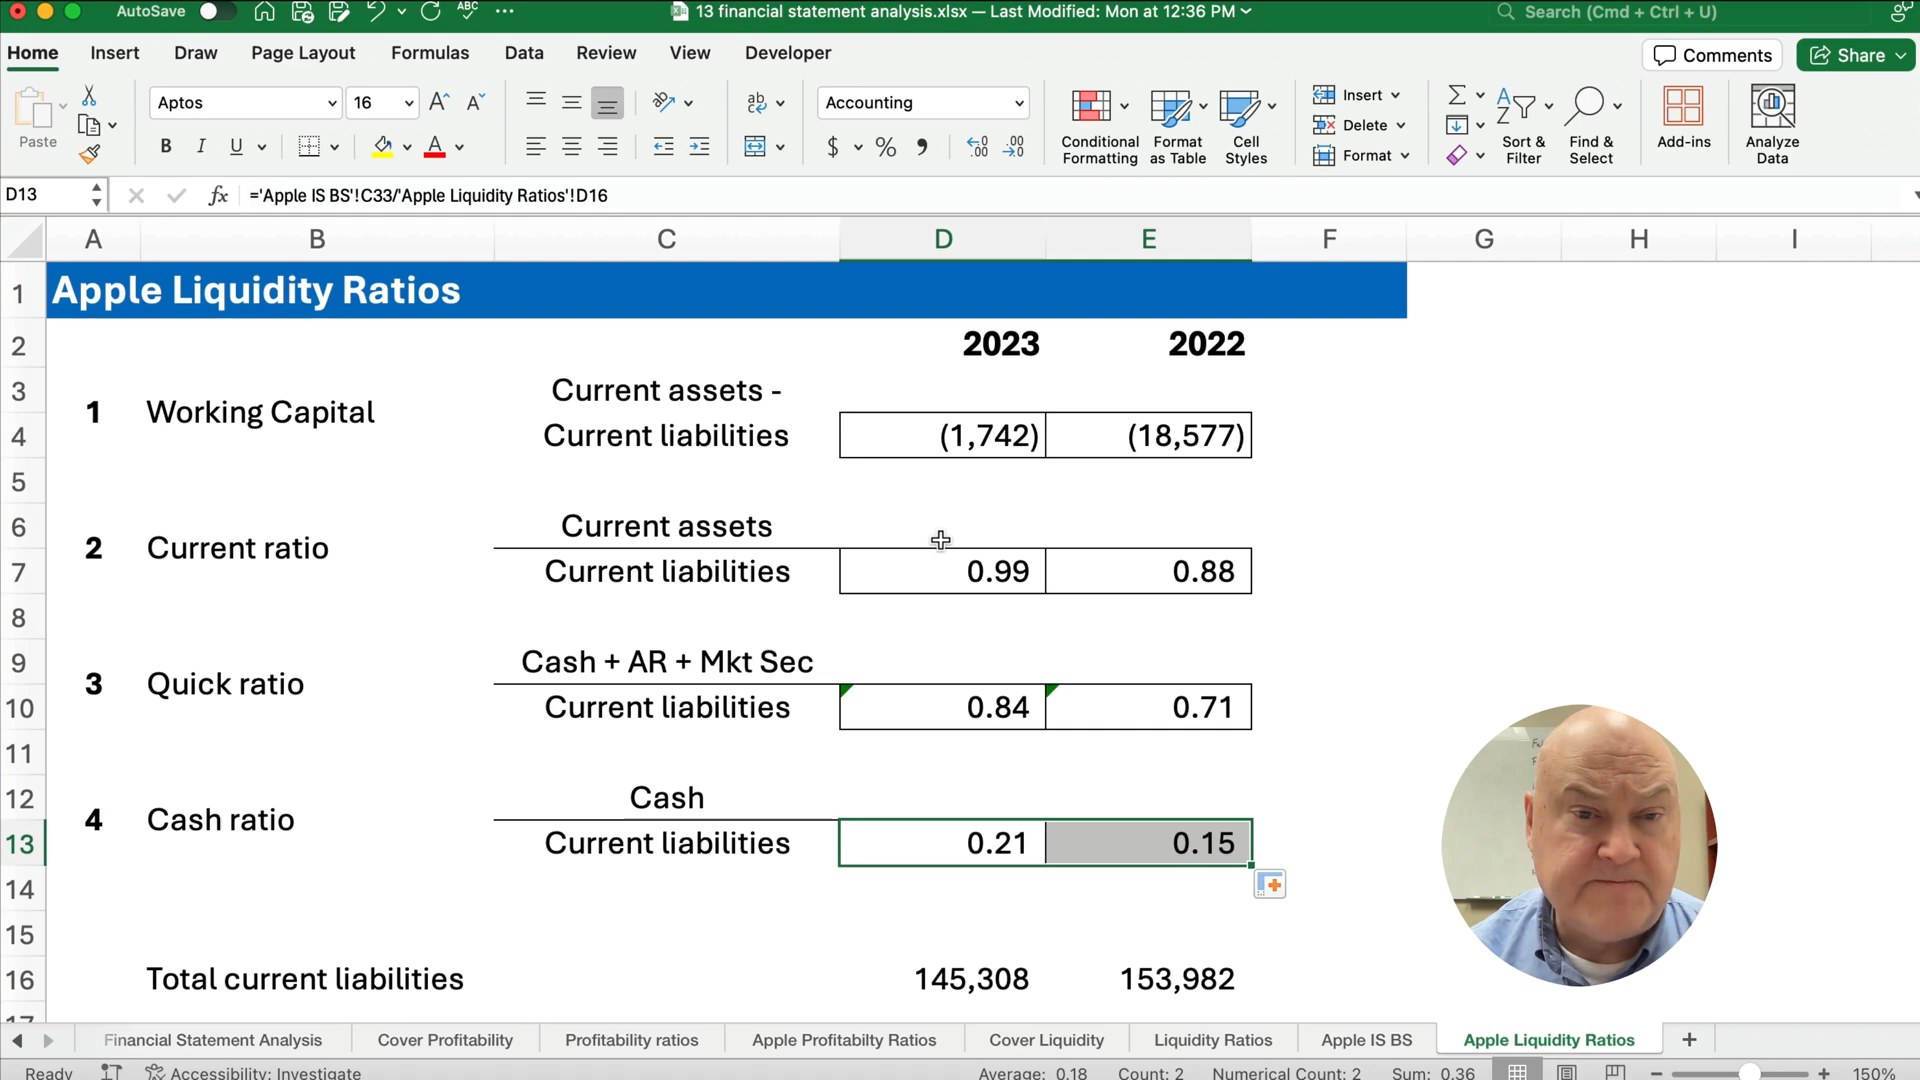 AutoSave
ABC
13 financial statement analysis.xlsx — Last Modified: Mon at 12:36 PM
Search (Cmd + Ctrl + U)
Home Insert Draw Page Layout Formulas Data Review View Developer
Comments
Share
Paste
Aptos
16
A A
B I U
A
ab
Accounting
$ % 9
Conditional Formatting
Format as Table
Cell Styles
Insert
Delete
Format
Sort & Filter
Find & Select
Add-ins
Analyze Data
D13
fx
='Apple IS BS'!C33/'Apple Liquidity Ratios'!D16
A B C D E F G H I
1 Apple Liquidity Ratios
2 2023 2022
3 Current assets -
1 Working Capital
4 Current liabilities (1,742) (18,577)
5
6 Current assets
2 Current ratio
7 Current liabilities 0.99 0.88
8
9 Cash + AR + Mkt Sec
3 Quick ratio
10 Current liabilities 0.84 0.71
11
12 Cash
4 Cash ratio
13 Current liabilities 0.21 0.15
14
15
16 Total current liabilities 145,308 153,982
17
Financial Statement Analysis Cover Profitability Profitability ratios Apple Profitabilty Ratios Cover Liquidity Liquidity Ratios Apple IS BS Apple Liquidity Ratios
Ready Accessibility: Investigate Average: 0.18 Count: 2 Numerical Count: 2 Sum: 0.36 150%